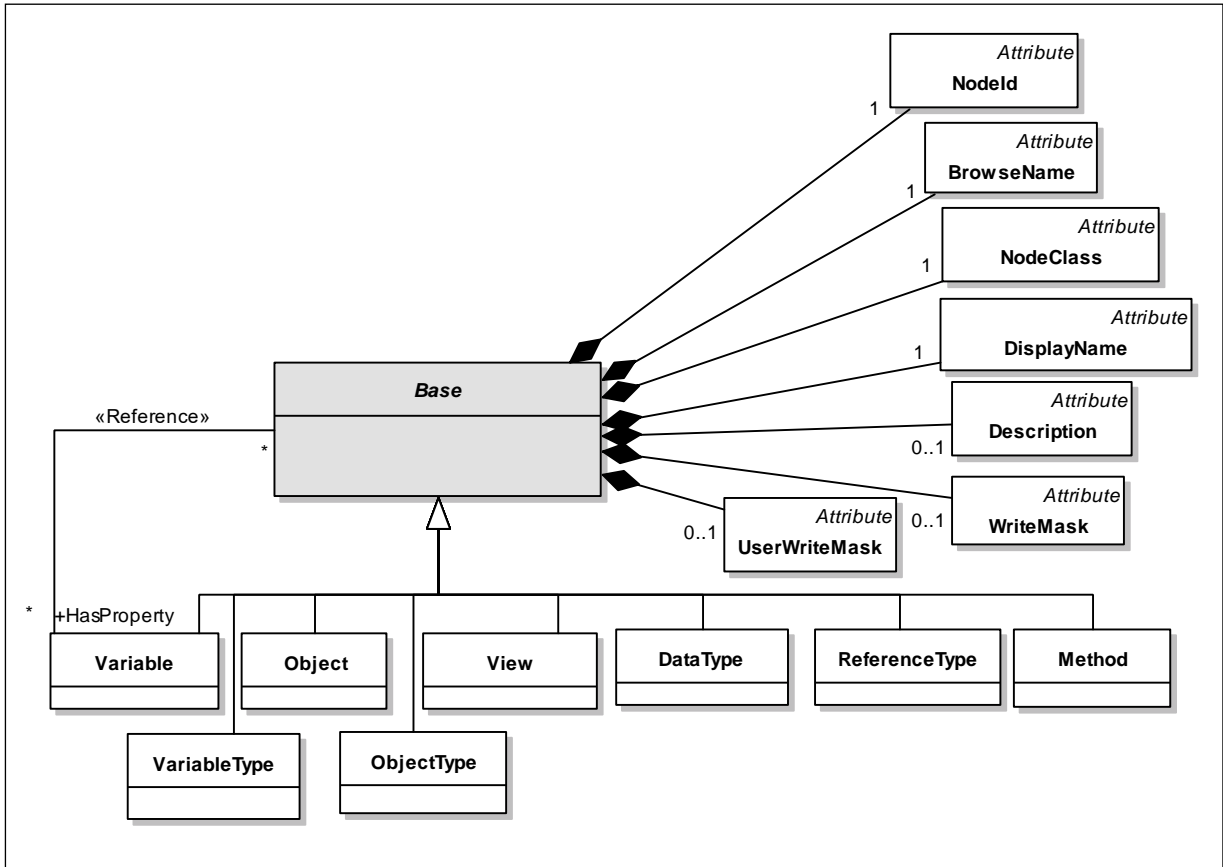 Attribute
NodeId
1
Attribute
BrowseName
1
Attribute
NodeClass
1
Attribute
DisplayName
1
Base
«Reference»
*
Attribute
Description
0..1
Attribute
WriteMask
0..1
Attribute
UserWriteMask
0..1
* +HasProperty
Variable
Object
View
DataType
ReferenceType
Method
VariableType
ObjectType